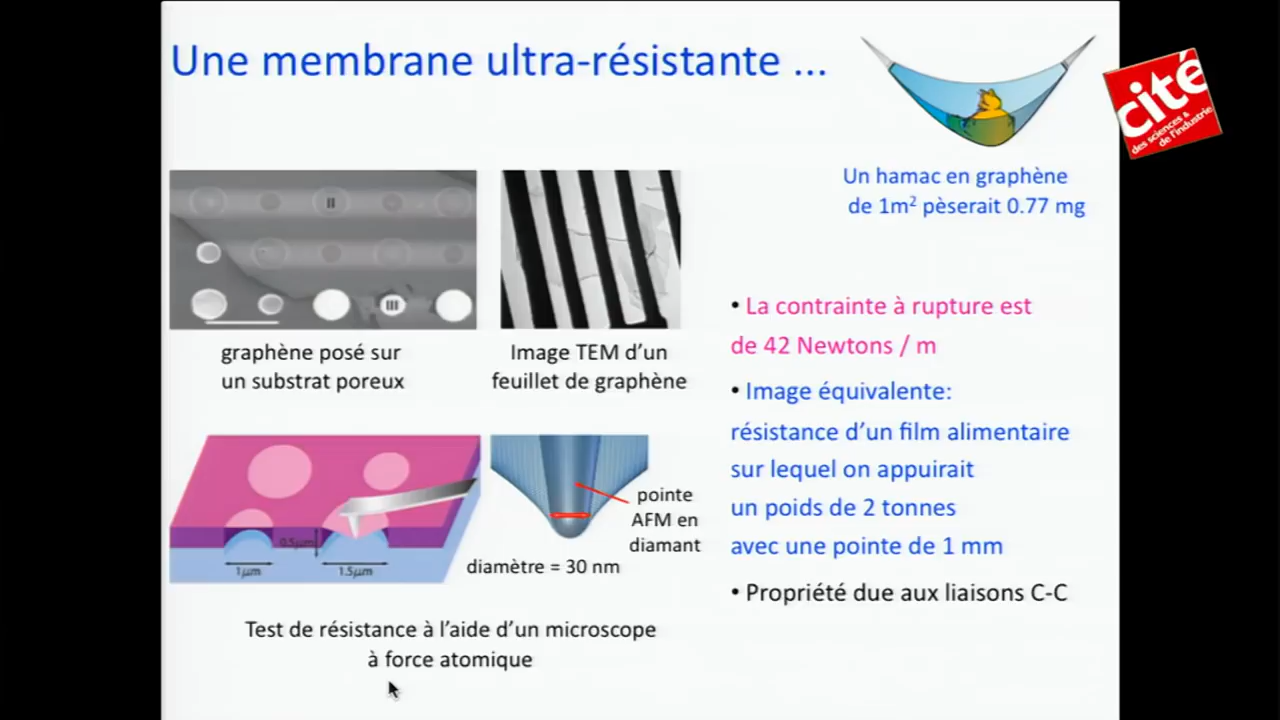 Une membrane ultra-résistante ...
cité
des sciences &
de l'industrie
Un hamac en graphène
de 1m² pèserait 0.77 mg
II
III
graphène posé sur
un substrat poreux
Image TEM d'un
feuillet de graphène
• La contrainte à rupture est
de 42 Newtons / m
• Image équivalente:
résistance d'un film alimentaire
sur lequel on appuirait
un poids de 2 tonnes
avec une pointe de 1 mm
• Propriété due aux liaisons C-C
0.5µm
1µm
1.5µm
pointe
AFM en
diamant
diamètre = 30 nm
Test de résistance à l'aide d'un microscope
à force atomique